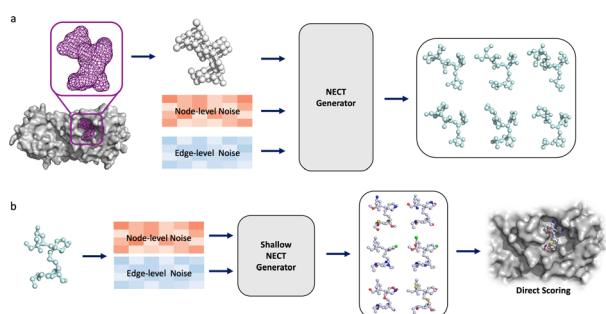 a
Node-level Noise
Edge-level Noise
NECT
Generator
b
Node-level Noise
Edge-level Noise
Shallow
NECT
Generator
Direct Scoring